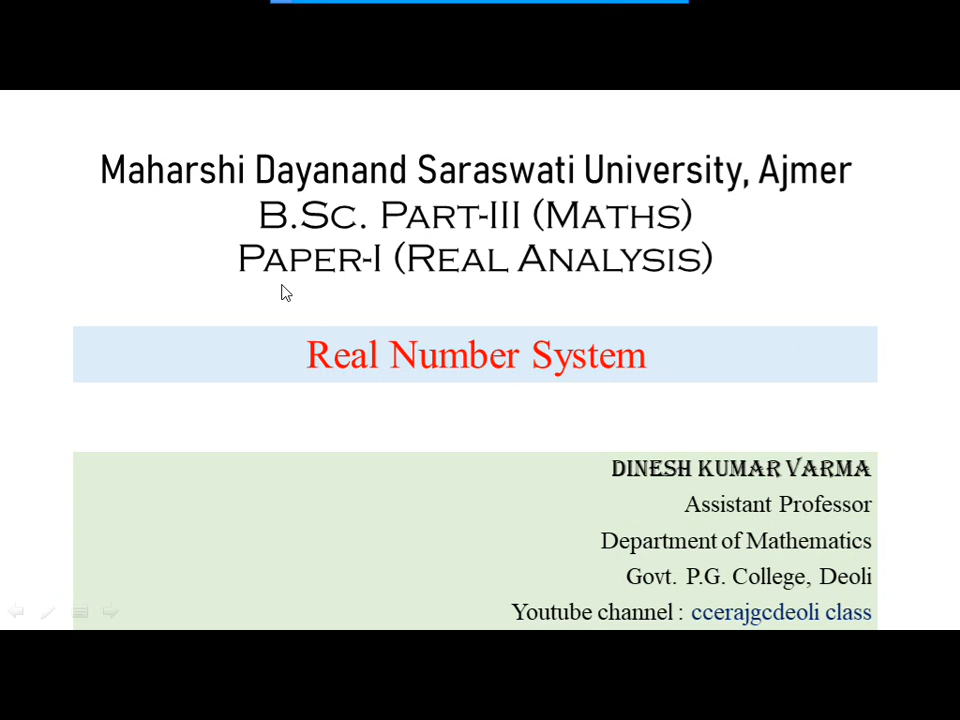 Maharshi Dayanand Saraswati University, Ajmer
B.Sc. Part-III (Maths)
Paper-I (Real Analysis)
Real Number System
DINESH KUMAR VARMA
Assistant Professor
Department of Mathematics
Govt. P.G. College, Deoli
Youtube channel : ccerajgcdeoli class